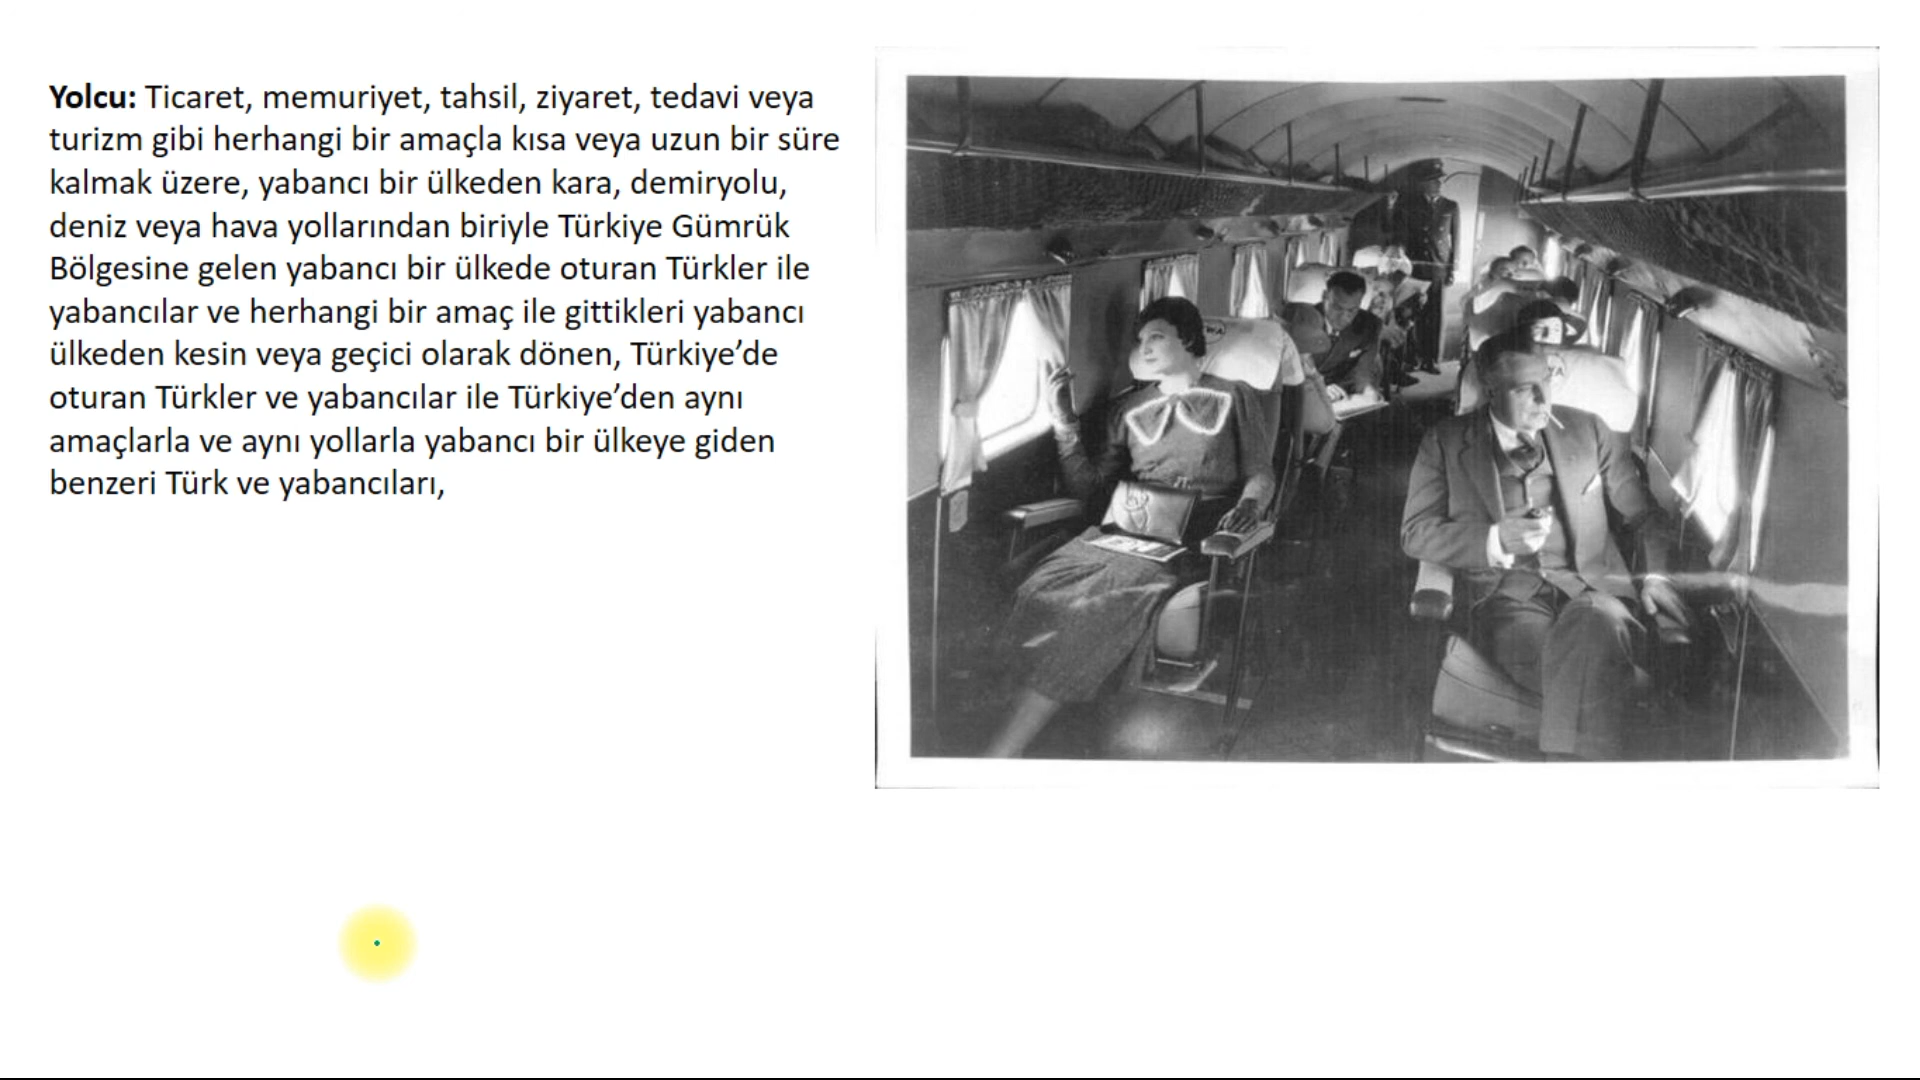 Yolcu: Ticaret, memuriyet, tahsil, ziyaret, tedavi veya
turizm gibi herhangi bir amaçla kısa veya uzun bir süre
kalmak üzere, yabancı bir ülkeden kara, demiryolu,
deniz veya hava yollarından biriyle Türkiye Gümrük
Bölgesine gelen yabancı bir ülkede oturan Türkler ile
yabancılar ve herhangi bir amaç ile gittikleri yabancı
ülkeden kesin veya geçici olarak dönen, Türkiye’de
oturan Türkler ve yabancılar ile Türkiye’den aynı
amaçlarla ve aynı yollarla yabancı bir ülkeye giden
benzeri Türk ve yabancıları,